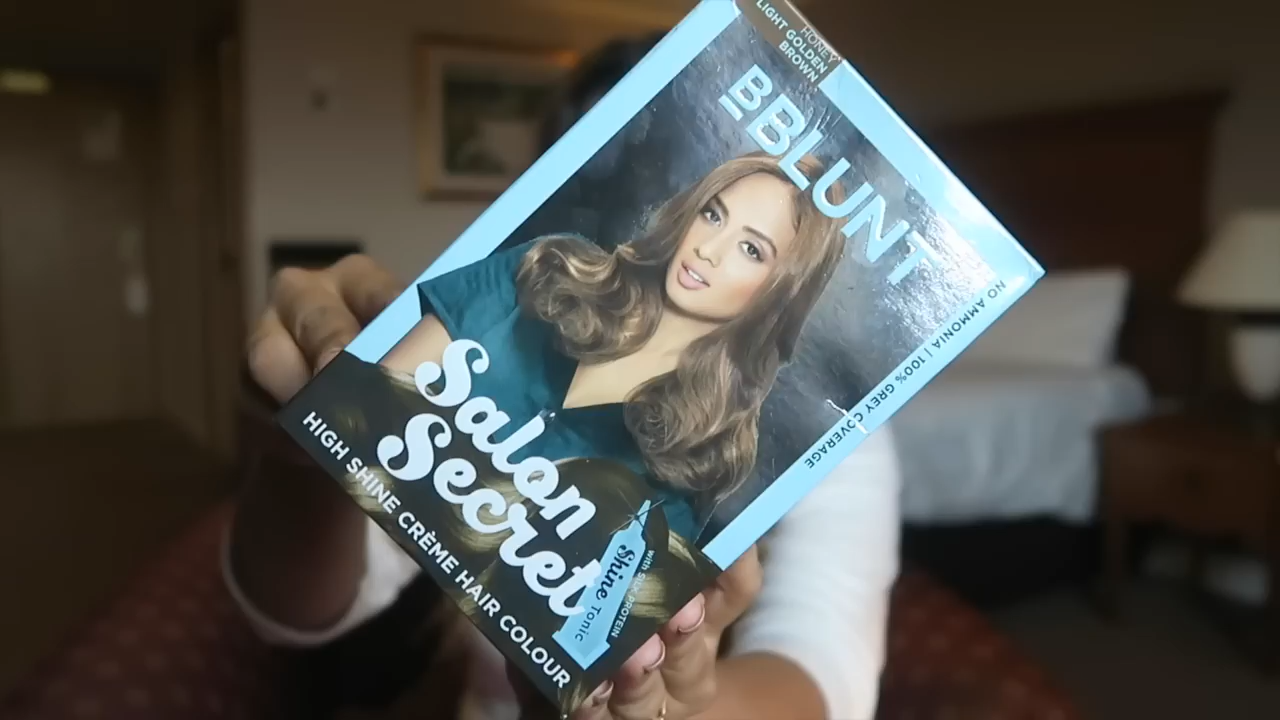 HONEY
LIGHT GOLDEN
BROWN
BBLUNT
NO AMMONIA | 100% GREY COVERAGE
Salon
Secret
with SILK PROTEIN
Shine Tonic
HIGH SHINE CRÈME HAIR COLOUR